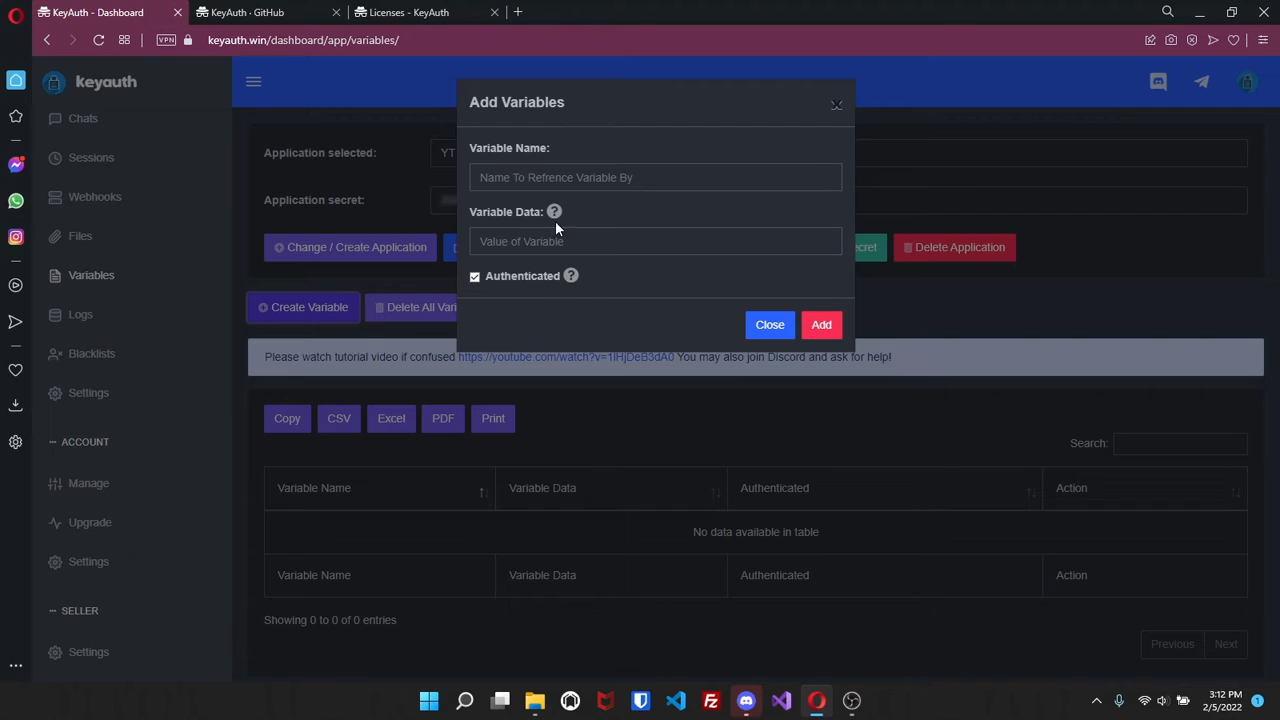 KeyAuth - Dashboard
KeyAuth - GitHub
Licenses - KeyAuth
VPN
keyauth.win/dashboard/app/variables/
keyauth
Chats
Sessions
Webhooks
Files
Variables
Logs
Blacklists
Settings
ACCOUNT
Manage
Upgrade
Settings
SELLER
Settings
Application selected:
YT
Application secret:
Change / Create Application
Delete Application
Create Variable
Add Variables
Variable Name:
Name To Refrence Variable By
Variable Data:
Value of Variable
Authenticated
Close
Add
Please watch tutorial video if confused https://youtube.com/watch?v=1lHjDeB3dA0 You may also join Discord and ask for help!
Copy
CSV
Excel
PDF
Print
Search:
Variable Name
Variable Data
Authenticated
Action
No data available in table
Variable Name
Variable Data
Authenticated
Action
Showing 0 to 0 of 0 entries
Previous
Next
3:12 PM
2/5/2022